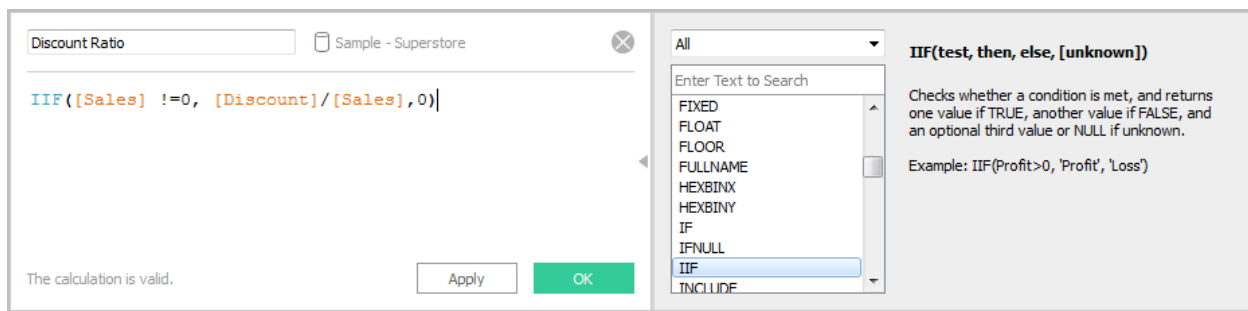 Discount Ratio
Sample - Superstore
IIF([Sales] !=0, [Discount]/[Sales],0)
The calculation is valid.
Apply
OK
All
Enter Text to Search
FIXED
FLOAT
FLOOR
FULLNAME
HEXBINX
HEXBINY
IF
IFNULL
IIF
INCLUDE
IIF(test, then, else, [unknown])
Checks whether a condition is met, and returns
one value if TRUE, another value if FALSE, and
an optional third value or NULL if unknown.
Example: IIF(Profit>0, 'Profit', 'Loss')